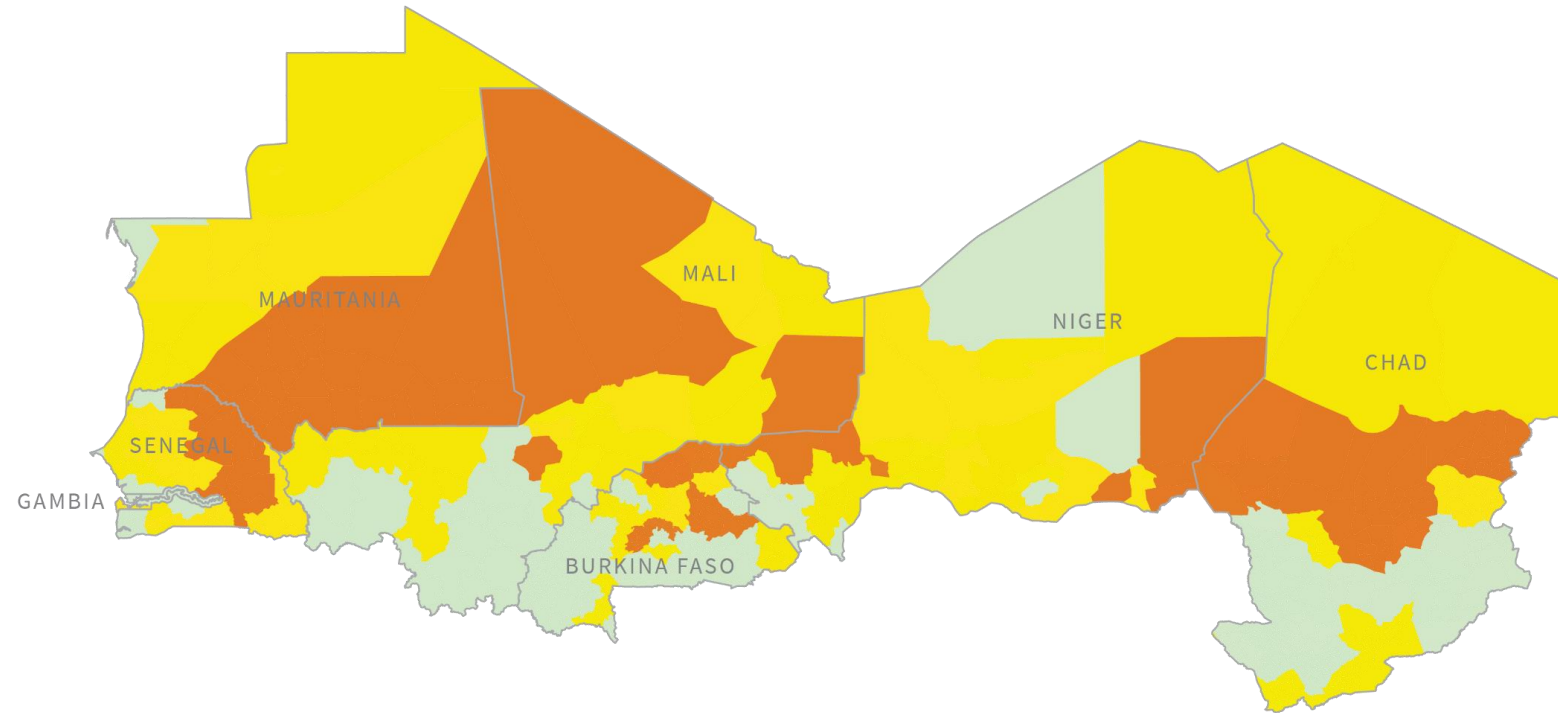 MALI
MAURITANIA
NIGER
CHAD
SENEGAL
GAMBIA
BURKINA FASO